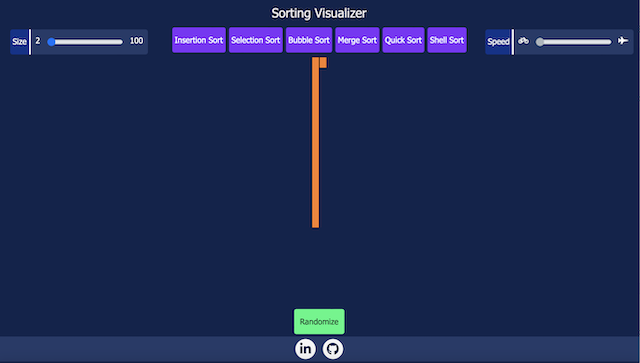 Sorting Visualizer
Size 2 100
Insertion Sort Selection Sort Bubble Sort Merge Sort Quick Sort Shell Sort
Speed
Randomize
in